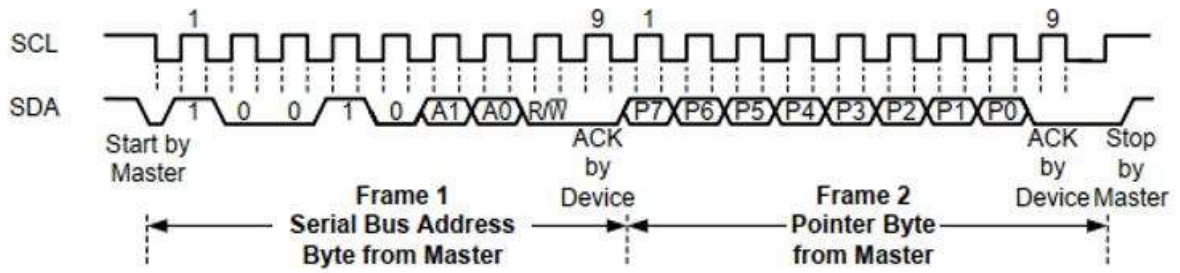 1 9 1 9
SCL
SDA 1 0 0 1 0 A1 A0 R/W P7 P6 P5 P4 P3 P2 P1 P0
Start by
Master
ACK
by
Device
ACK
by
Device
Stop
by
Master
Frame 1
Serial Bus Address
Byte from Master
Frame 2
Pointer Byte
from Master